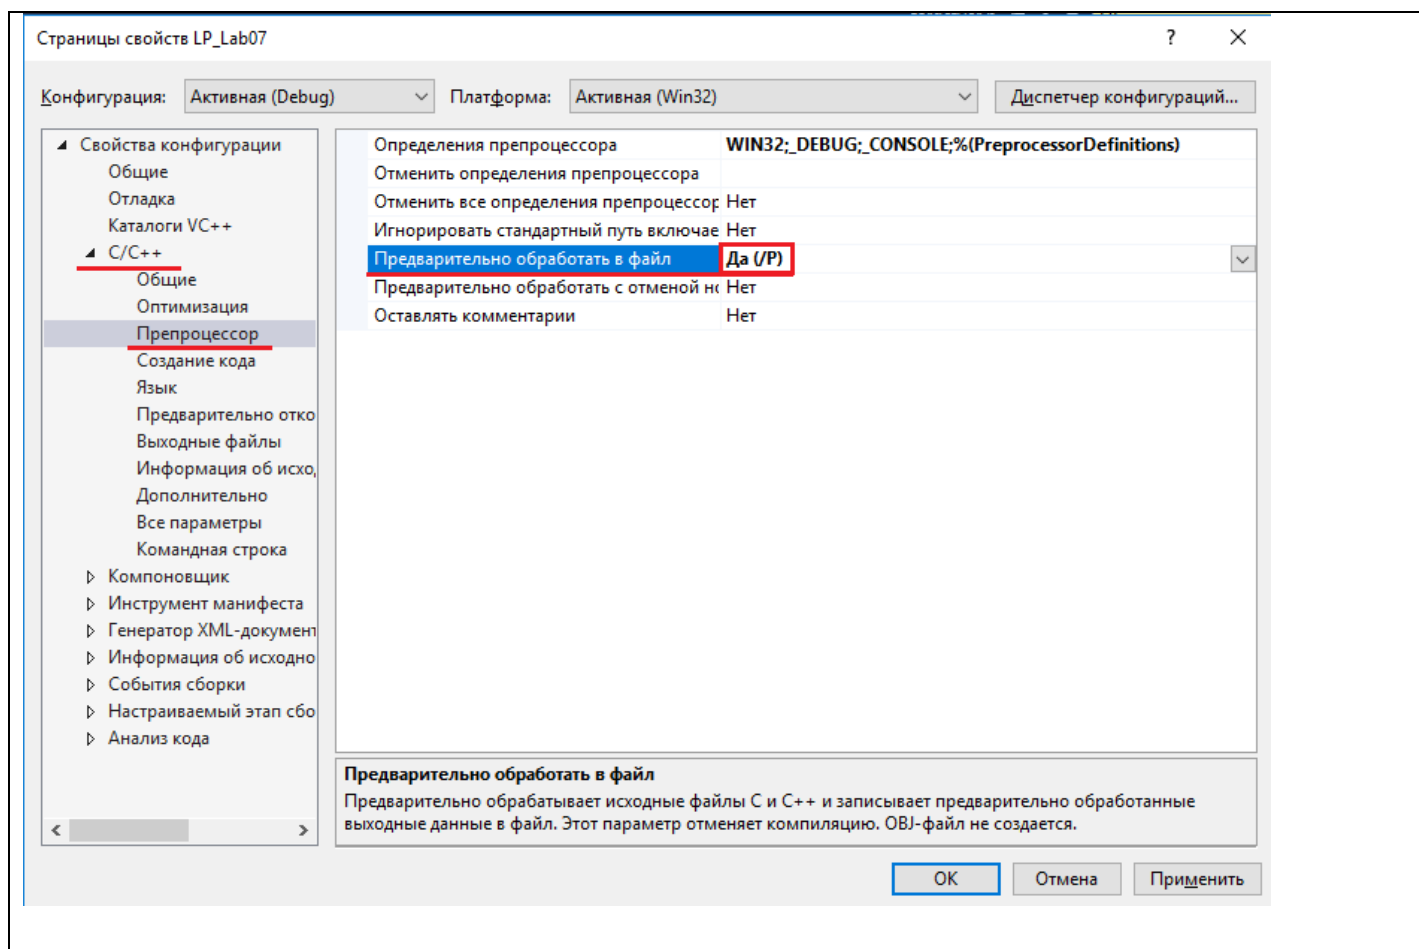 Страницы свойств LP_Lab07
?
Конфигурация: Активная (Debug) Платформа: Активная (Win32) Диспетчер конфигураций...
Свойства конфигурации
Общие
Отладка
Каталоги VC++
C/C++
Общие
Оптимизация
Препроцессор
Создание кода
Язык
Предварительно отко
Выходные файлы
Информация об исхо
Дополнительно
Все параметры
Командная строка
Компоновщик
Инструмент манифеста
Генератор XML-документ
Информация об исходно
События сборки
Настраиваемый этап сбо
Анализ кода
Определения препроцессора WIN32;_DEBUG;_CONSOLE;%(PreprocessorDefinitions)
Отменить определения препроцессора
Отменить все определения препроцессор Нет
Игнорировать стандартный путь включае Нет
Предварительно обработать в файл Да (/P)
Предварительно обработать с отменой но Нет
Оставлять комментарии Нет
Предварительно обработать в файл
Предварительно обрабатывает исходные файлы C и C++ и записывает предварительно обработанные
выходные данные в файл. Этот параметр отменяет компиляцию. OBJ-файл не создается.
ОК Отмена Применить